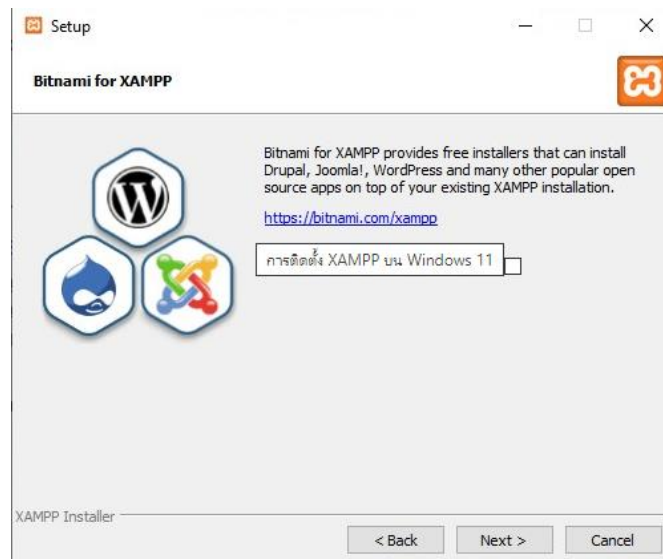 Setup
Bitnami for XAMPP
Bitnami for XAMPP provides free installers that can install
Drupal, Joomla!, WordPress and many other popular open
source apps on top of your existing XAMPP installation.
https://bitnami.com/xampp
การติดตั้ง XAMPP บน Windows 11
XAMPP Installer
< Back
Next >
Cancel